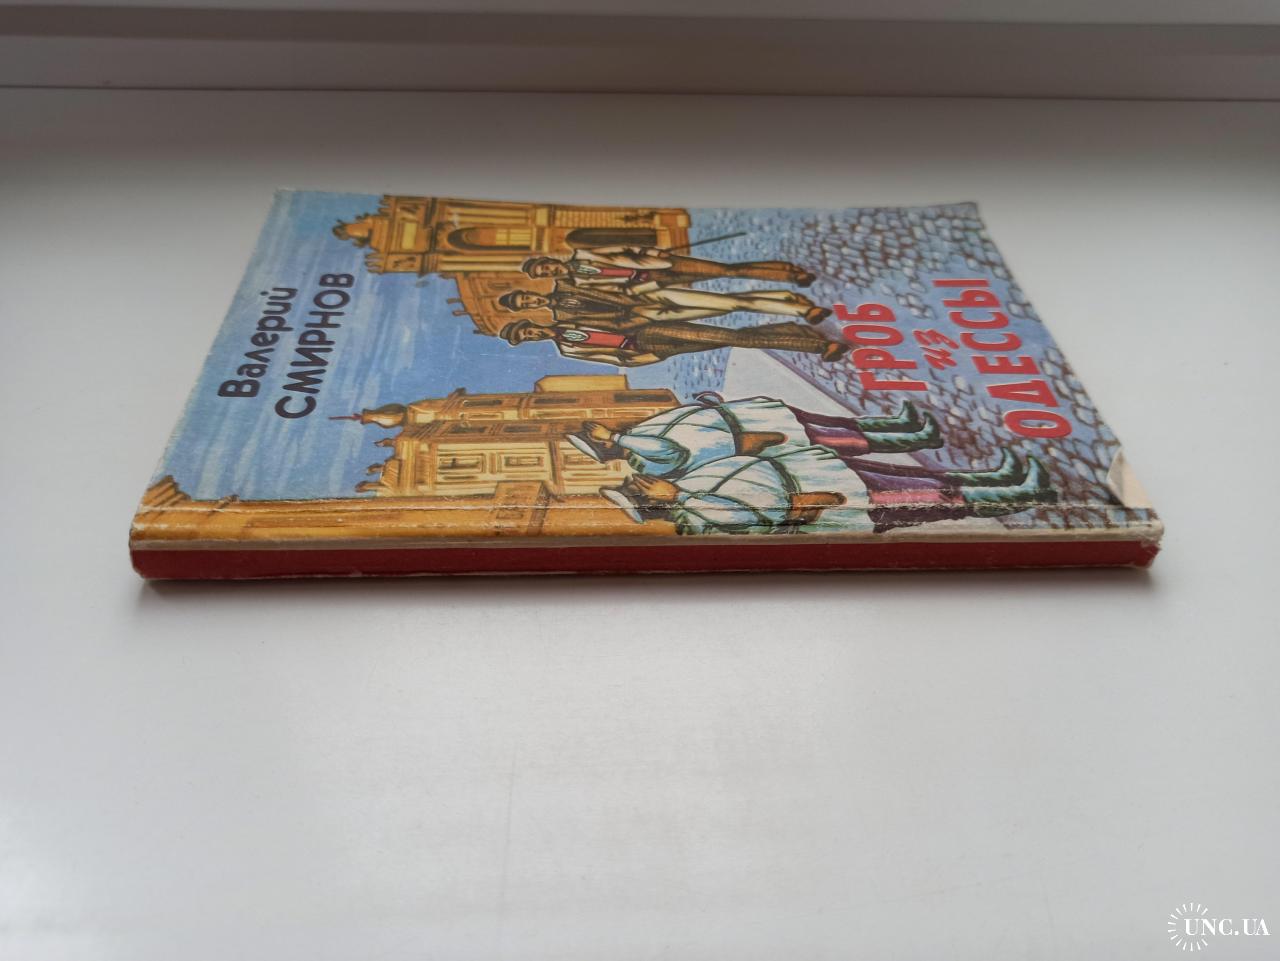 Валерий
СМИРНОВ
ГРОБ
из
ОДЕССЫ
UNC.UA